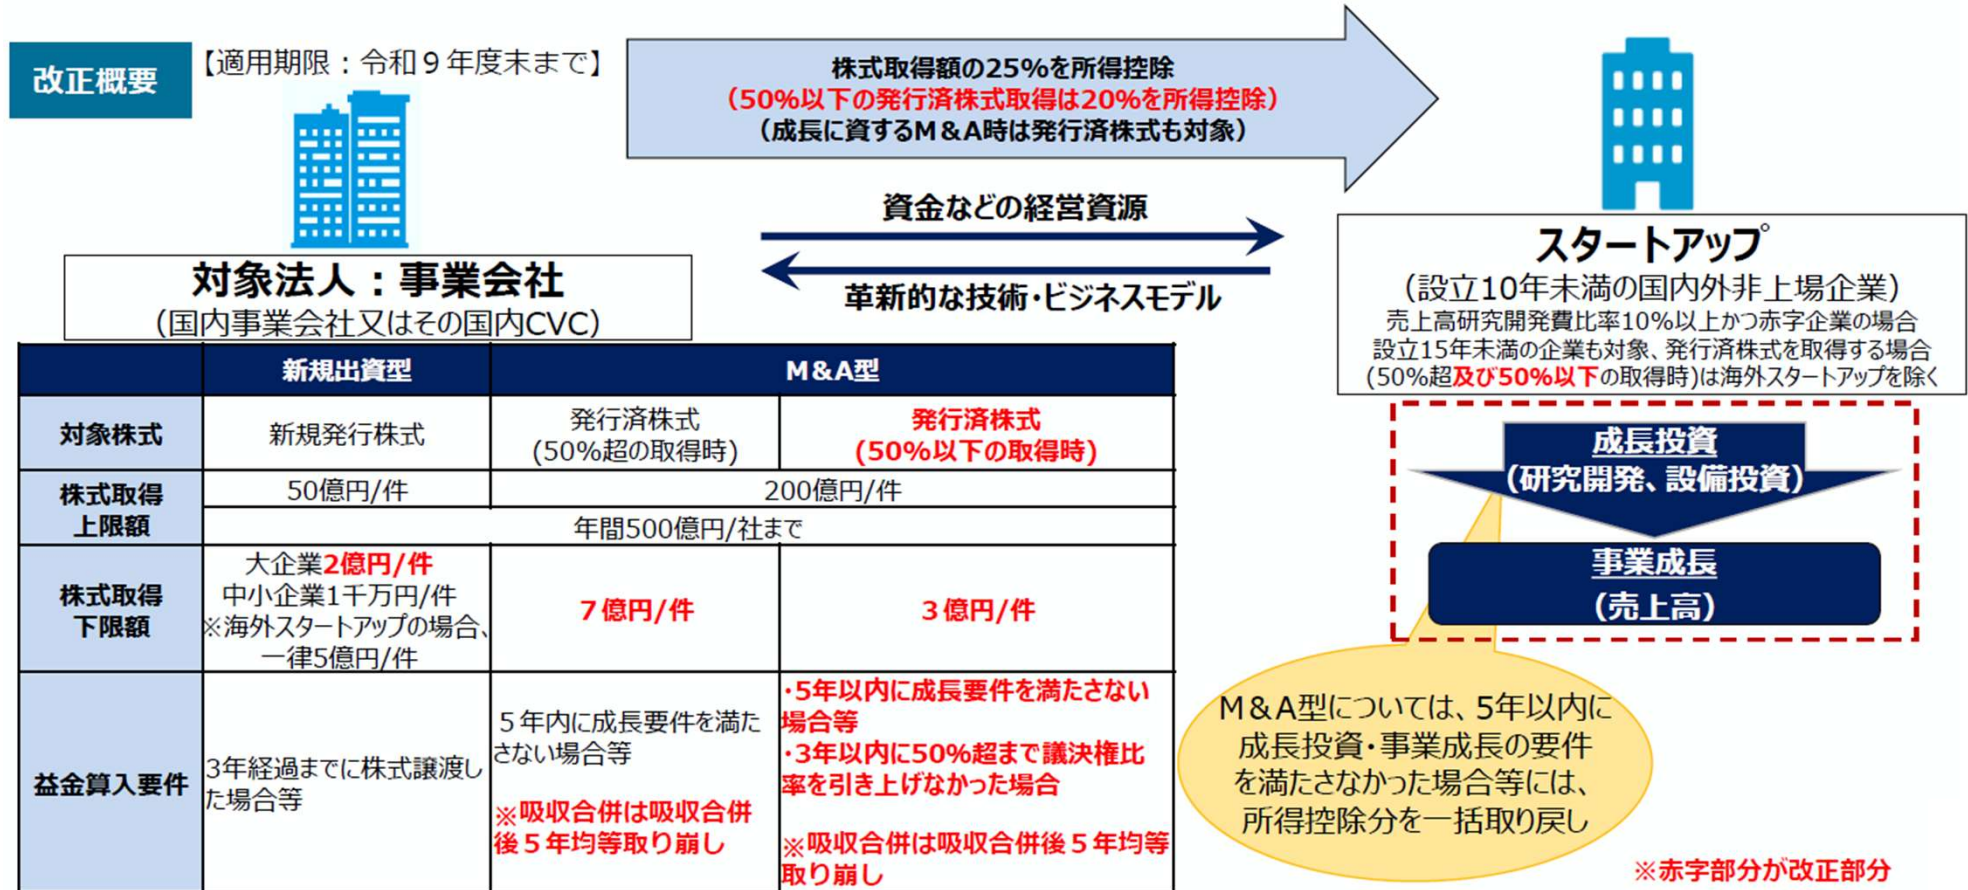 改正概要
【適用期限：令和９年度末まで】
株式取得額の25%を所得控除
（50%以下の発行済株式取得は20%を所得控除）
（成長に資するM＆A時は発行済株式も対象）
資金などの経営資源
革新的な技術・ビジネスモデル
対象法人：事業会社
（国内事業会社又はその国内CVC）
スタートアップ
（設立10年未満の国内外非上場企業）
売上高研究開発費比率10%以上かつ赤字企業の場合
設立15年未満の企業も対象、発行済株式を取得する場合
(50%超及び50%以下の取得時)は海外スタートアップを除く
新規出資型
M&A型
対象株式
新規発行株式
発行済株式
(50%超の取得時)
発行済株式
(50%以下の取得時)
株式取得
上限額
50億円/件
200億円/件
年間500億円/社まで
株式取得
下限額
大企業2億円/件
中小企業1千万円/件
※海外スタートアップの場合、
一律5億円/件
７億円/件
３億円/件
益金算入要件
3年経過までに株式譲渡し
た場合等
５年内に成長要件を満た
さない場合等
※吸収合併は吸収合併
後５年均等取り崩し
・5年以内に成長要件を満たさない
場合等
・3年以内に50%超まで議決権比
率を引き上げなかった場合
※吸収合併は吸収合併後５年均等
取り崩し
成長投資
（研究開発、設備投資）
事業成長
（売上高）
M＆A型については、5年以内に
成長投資・事業成長の要件
を満たさなかった場合等には、
所得控除分を一括取り戻し
※赤字部分が改正部分